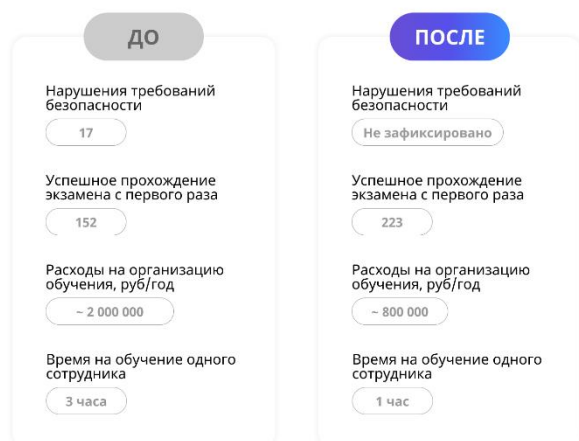 ДО
Нарушения требований
безопасности
17
Успешное прохождение
экзамена с первого раза
152
Расходы на организацию
обучения, руб/год
~ 2 000 000
Время на обучение одного
сотрудника
3 часа
ПОСЛЕ
Нарушения требований
безопасности
Не зафиксировано
Успешное прохождение
экзамена с первого раза
223
Расходы на организацию
обучения, руб/год
~ 800 000
Время на обучение одного
сотрудника
1 час